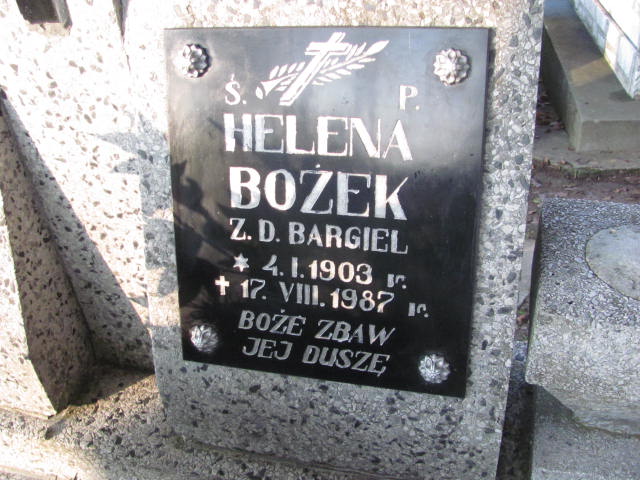 Ś. P.
HELENA
BOŻEK
Z. D. BARGIEL
* 4. I. 1903 R.
† 17. VIII. 1987 R.
BOŻE ZBAW
JEJ DUSZĘ